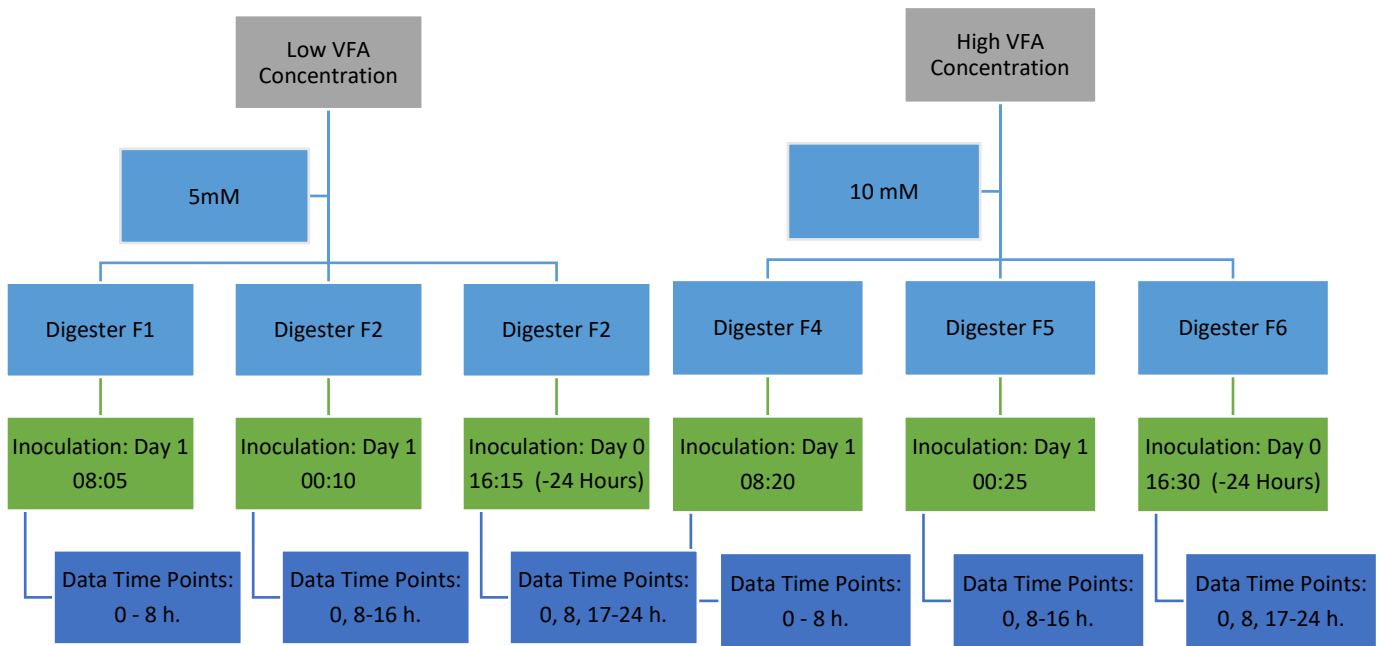 Low VFA
Concentration
High VFA
Concentration
5mM
10 mM
Digester F1
Digester F2
Digester F2
Digester F4
Digester F5
Digester F6
Inoculation: Day 1
08:05
Inoculation: Day 1
00:10
Inoculation: Day 0
16:15 (-24 Hours)
Inoculation: Day 1
08:20
Inoculation: Day 1
00:25
Inoculation: Day 0
16:30 (-24 Hours)
Data Time Points:
0 - 8 h.
Data Time Points:
0, 8-16 h.
Data Time Points:
0, 8, 17-24 h.
Data Time Points:
0 - 8 h.
Data Time Points:
0, 8-16 h.
Data Time Points:
0, 8, 17-24 h.